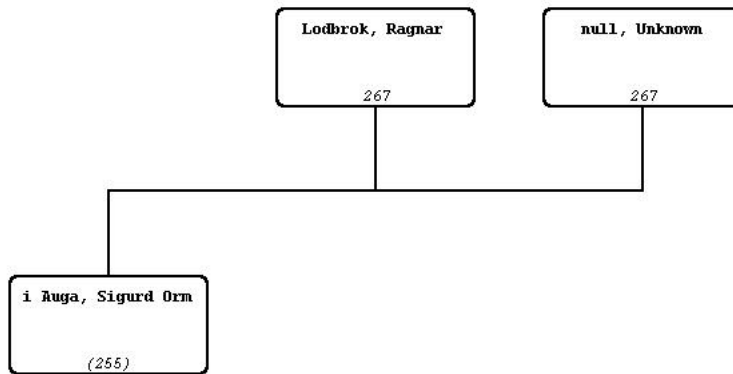 Lodbrok, Ragnar
267
null, Unknown
267
i Auga, Sigurd Orm
(255)